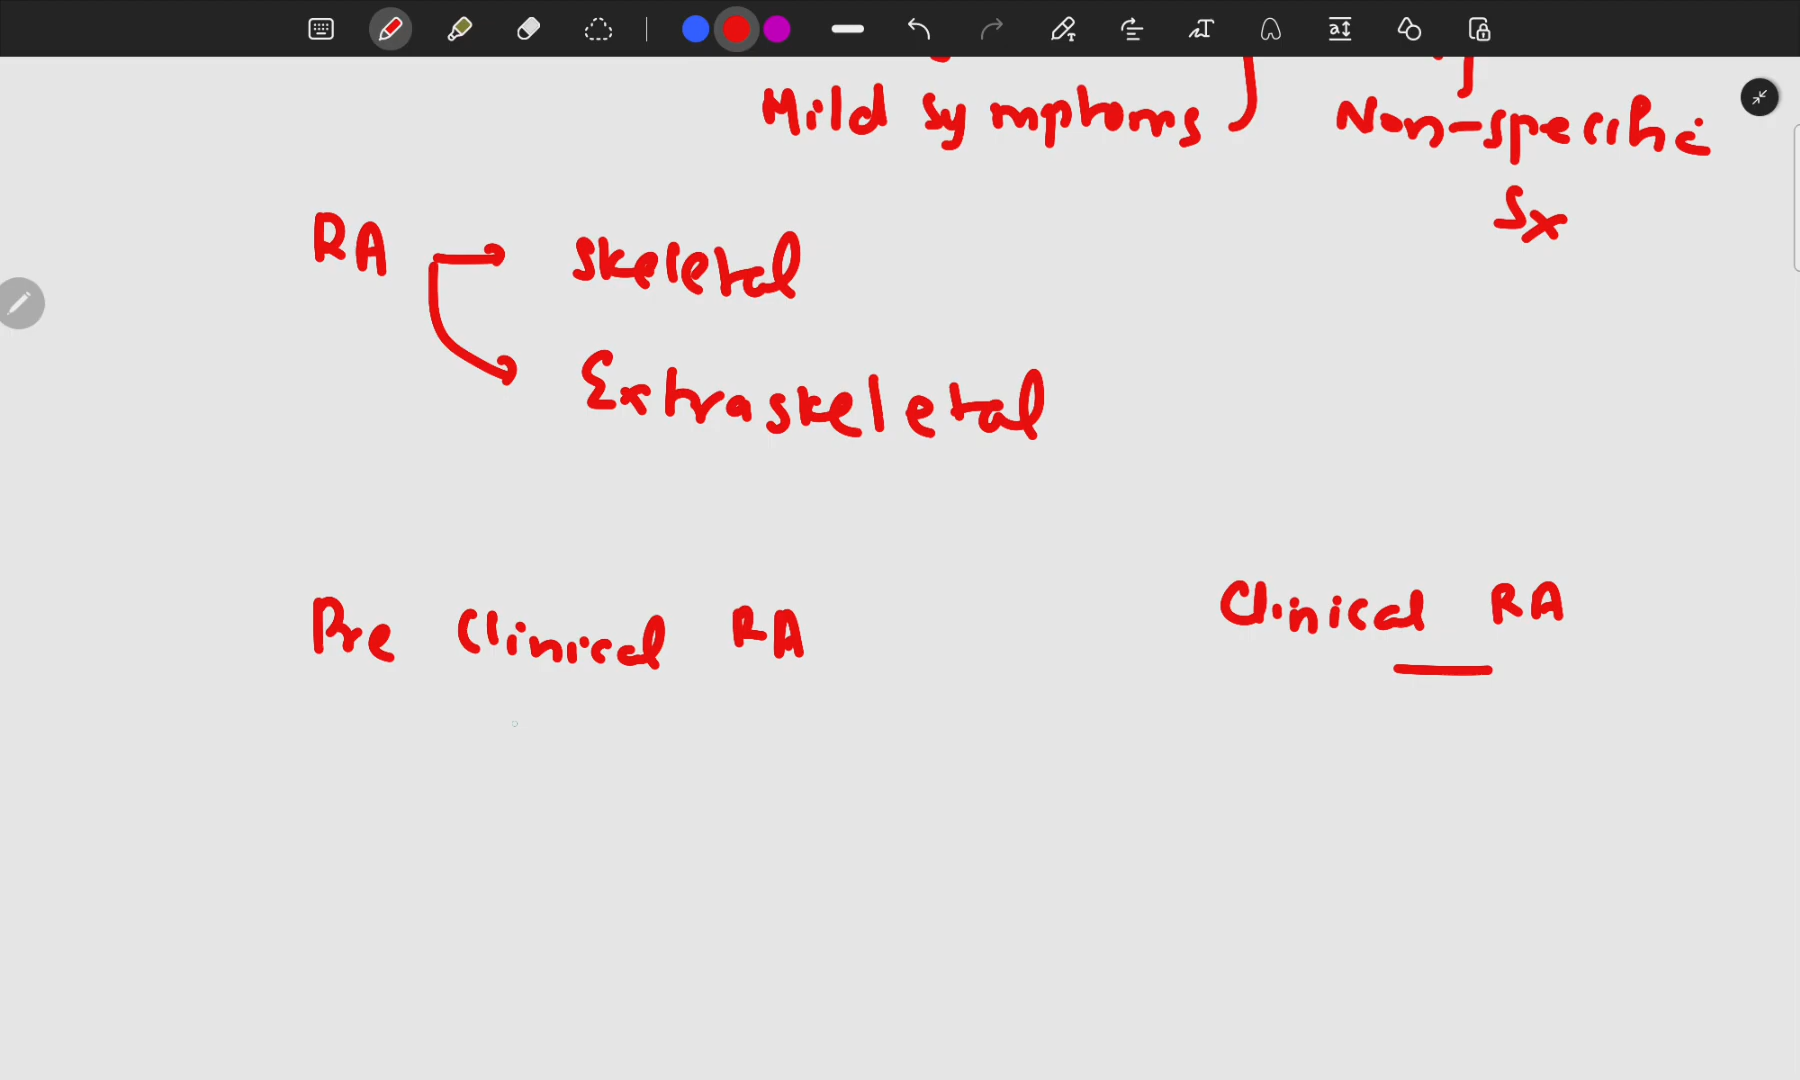 Mild symptoms
Non-specific
Sx
RA
Skeletal
Extraskeletal
Pre Clinical RA
Clinical RA